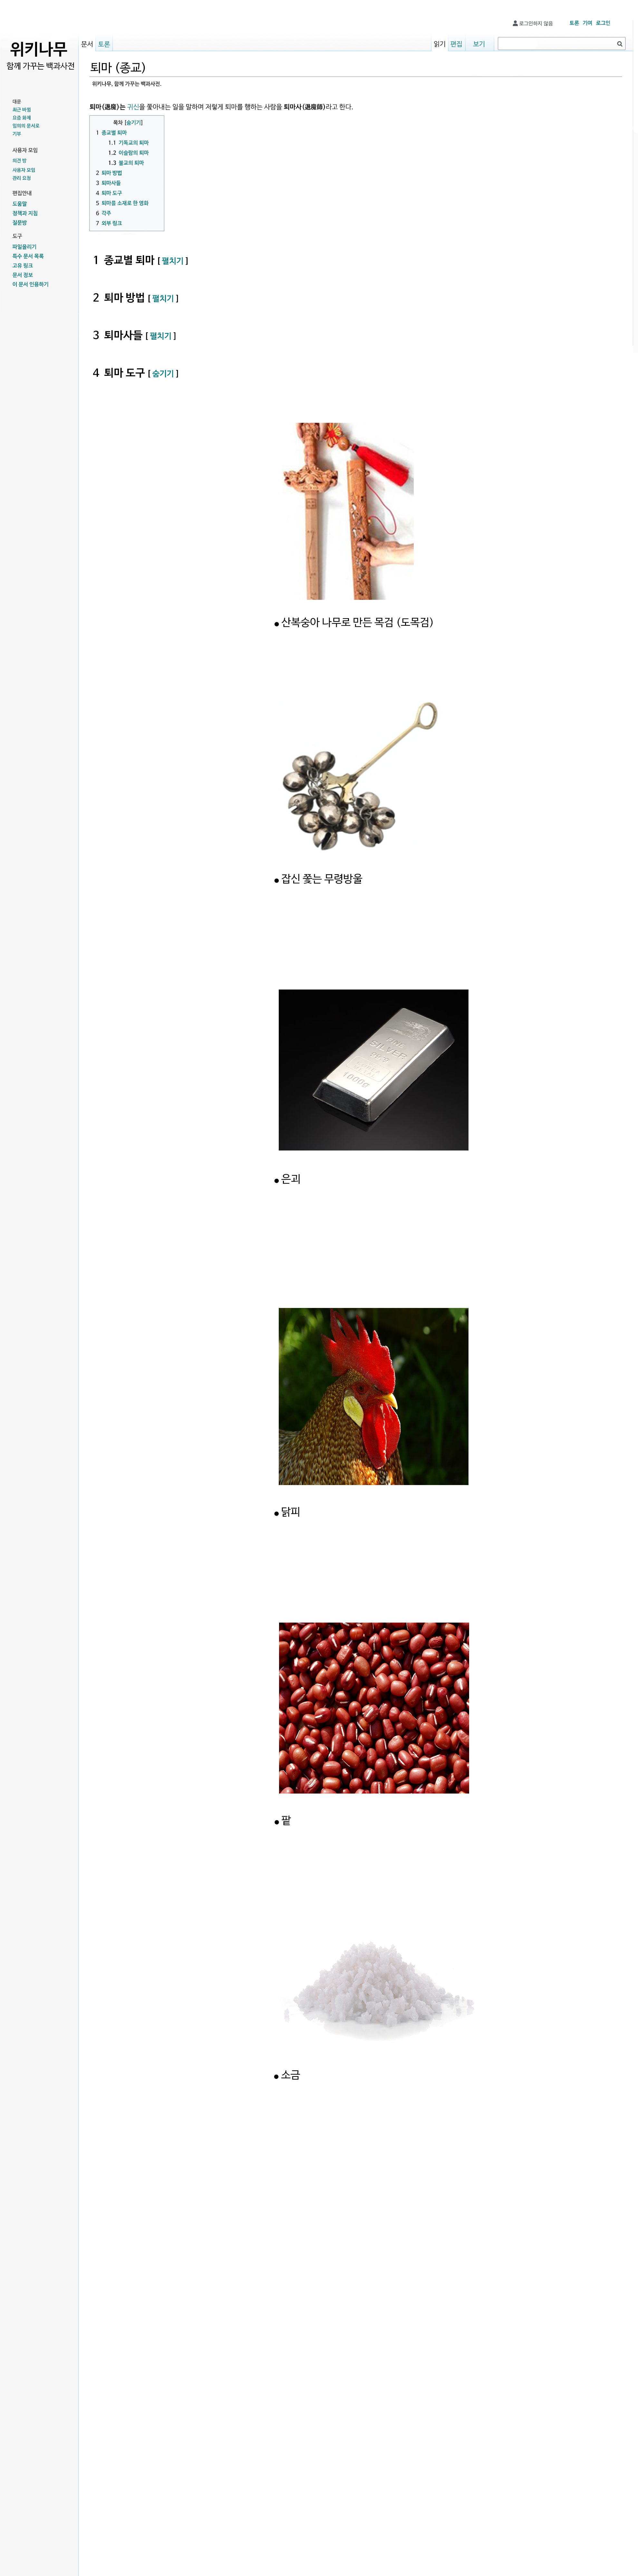 로그인하지 않음 토론 기여 로그인
위키나무
함께 가꾸는 백과사전
문서 토론 읽기 편집 보기
퇴마 (종교)
위키나무, 함께 가꾸는 백과사전.
대문
최근 바뀜
요즘 화제
임의의 문서로
기부
사용자 모임
의견 방
사용자 모임
관리 요청
편집안내
도움말
정책과 지침
질문방
도구
파일올리기
특수 문서 목록
고유 링크
문서 정보
이 문서 인용하기
퇴마(退魔)는 귀신을 쫓아내는 일을 말하며 저렇게 퇴마를 행하는 사람을 퇴마사(退魔師)라고 한다.
목차 [숨기기]
1 종교별 퇴마
1.1 기독교의 퇴마
1.2 이슬람의 퇴마
1.3 불교의 퇴마
2 퇴마 방법
3 퇴마사들
4 퇴마 도구
5 퇴마를 소재로 한 영화
6 각주
7 외부 링크
1 종교별 퇴마 [ 펼치기 ]
2 퇴마 방법 [ 펼치기 ]
3 퇴마사들 [ 펼치기 ]
4 퇴마 도구 [ 숨기기 ]
● 산복숭아 나무로 만든 목검 (도목검)
● 잡신 쫓는 무령방울
SILVER
1000g
● 은괴
● 닭피
● 팥
● 소금